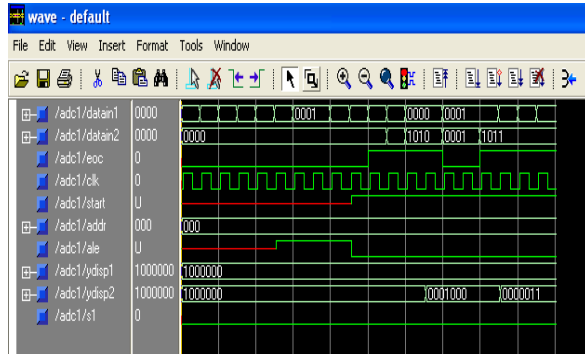 wave - default
File Edit View Insert Format Tools Window
/adc1/datain1 0000 0001 0000 0001
/adc1/datain2 0000 0000 1010 0001 1011
/adc1/eoc 0
/adc1/clk 0
/adc1/start U
/adc1/addr 000 000
/adc1/ale U
/adc1/ydisp1 1000000 1000000
/adc1/ydisp2 1000000 1000000 0001000 0000011
/adc1/s1 0